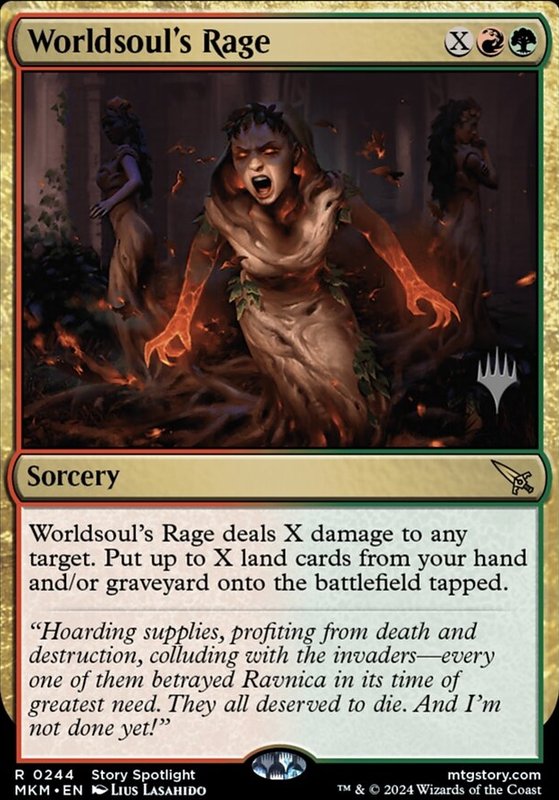 Worldsoul's Rage X
Sorcery
Worldsoul's Rage deals X damage to any
target. Put up to X land cards from your hand
and/or graveyard onto the battlefield tapped.
“Hoarding supplies, profiting from death and
destruction, colluding with the invaders—every
one of them betrayed Ravnica in its time of
greatest need. They all deserved to die. And I'm
not done yet!”
R 0244 Story Spotlight mtgstory.com
MKM • EN Lius Lasahido ™ & © 2024 Wizards of the Coast